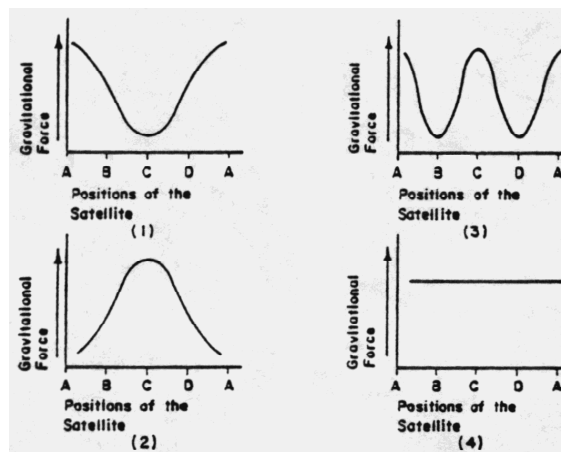 Gravitational
Force
A B C D A
Positions of the
Satellite
(1)
Gravitational
Force
A B C D A
Positions of the
Satellite
(3)
Gravitational
Force
A B C D A
Positions of the
Satellite
(2)
Gravitational
Force
A B C D A
Positions of the
Satellite
(4)